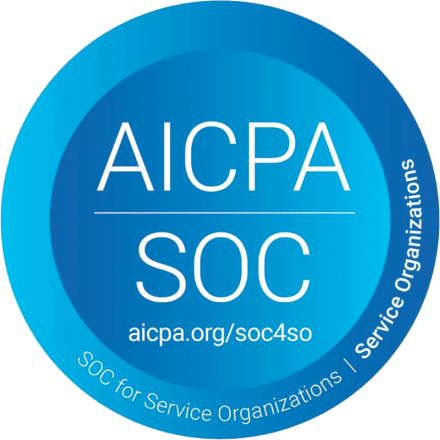 AICPA
SOC
aicpa.org/soc4so
SOC for Service Organizations | Service Organizations